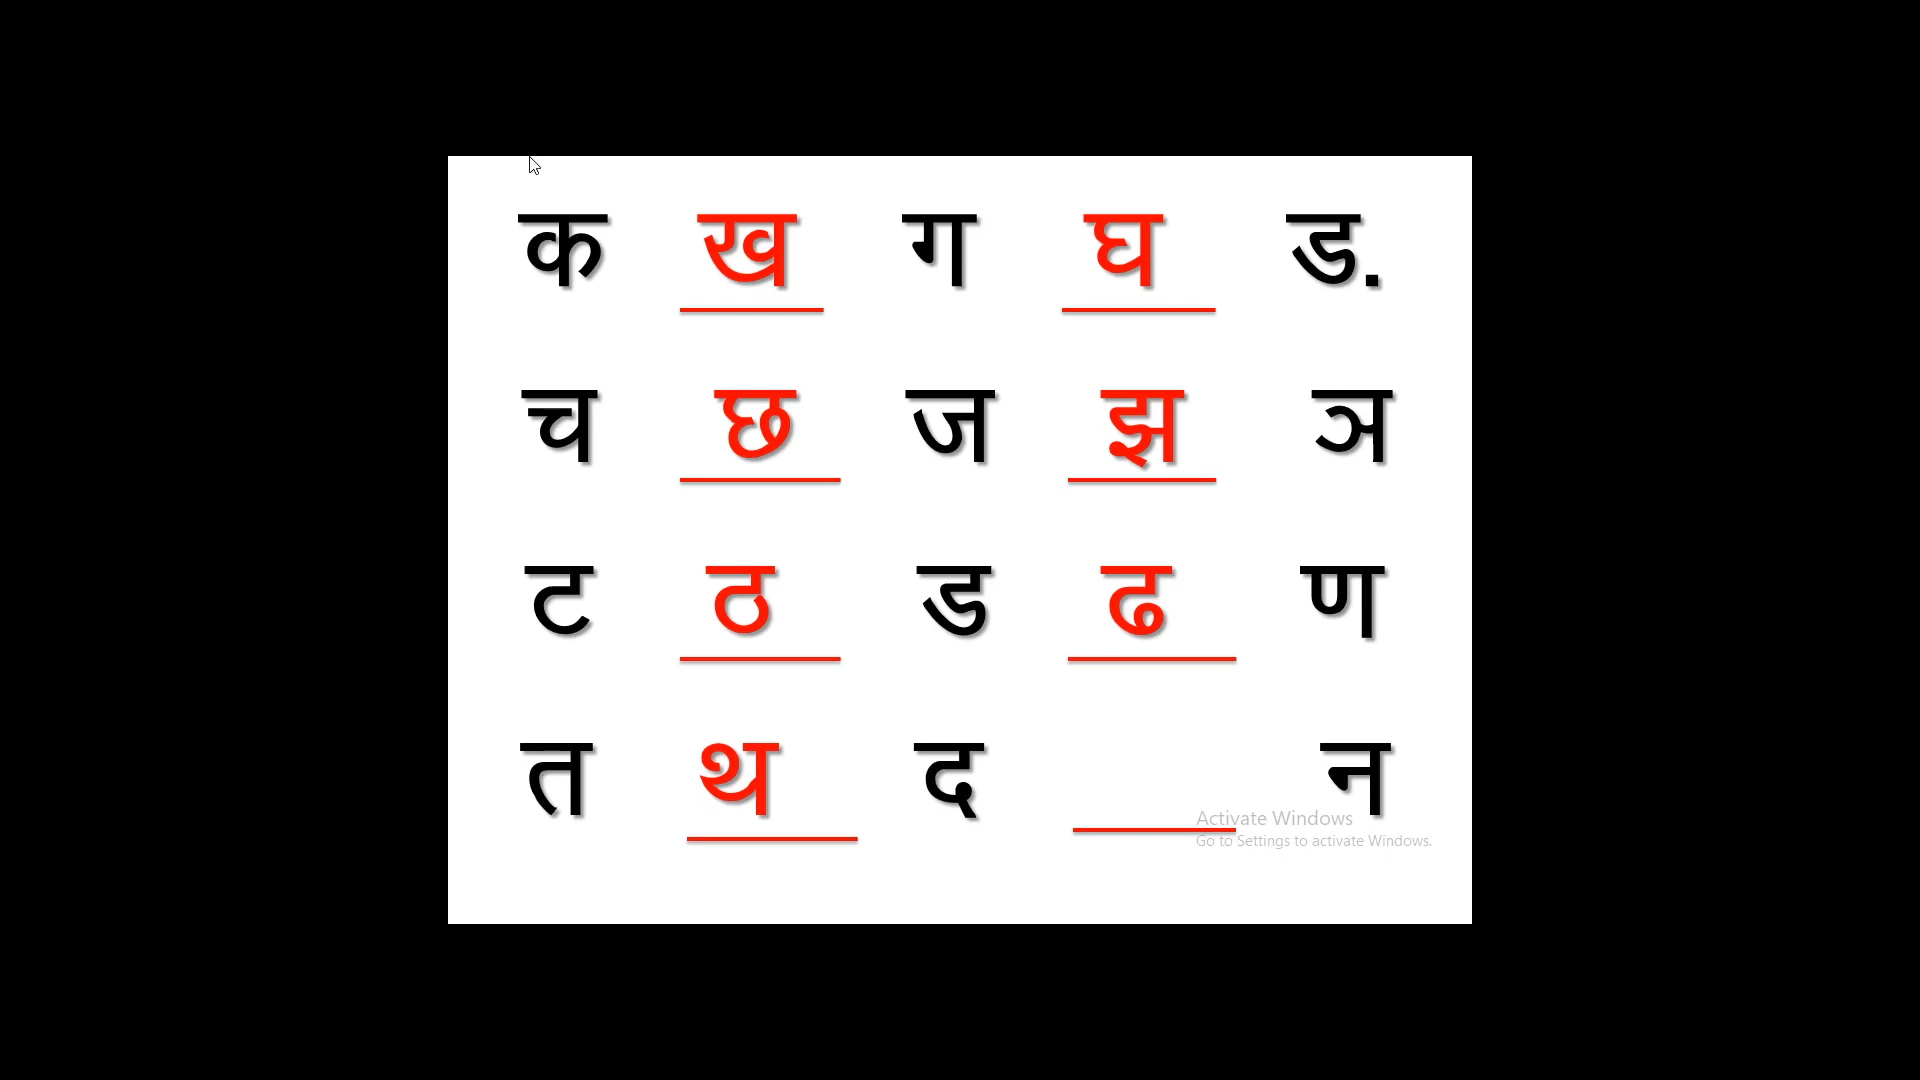 क ख ग घ ड.
च छ ज झ ञ
ट ठ ड ढ ण
त थ द न
Activate Windows
Go to Settings to activate Windows.